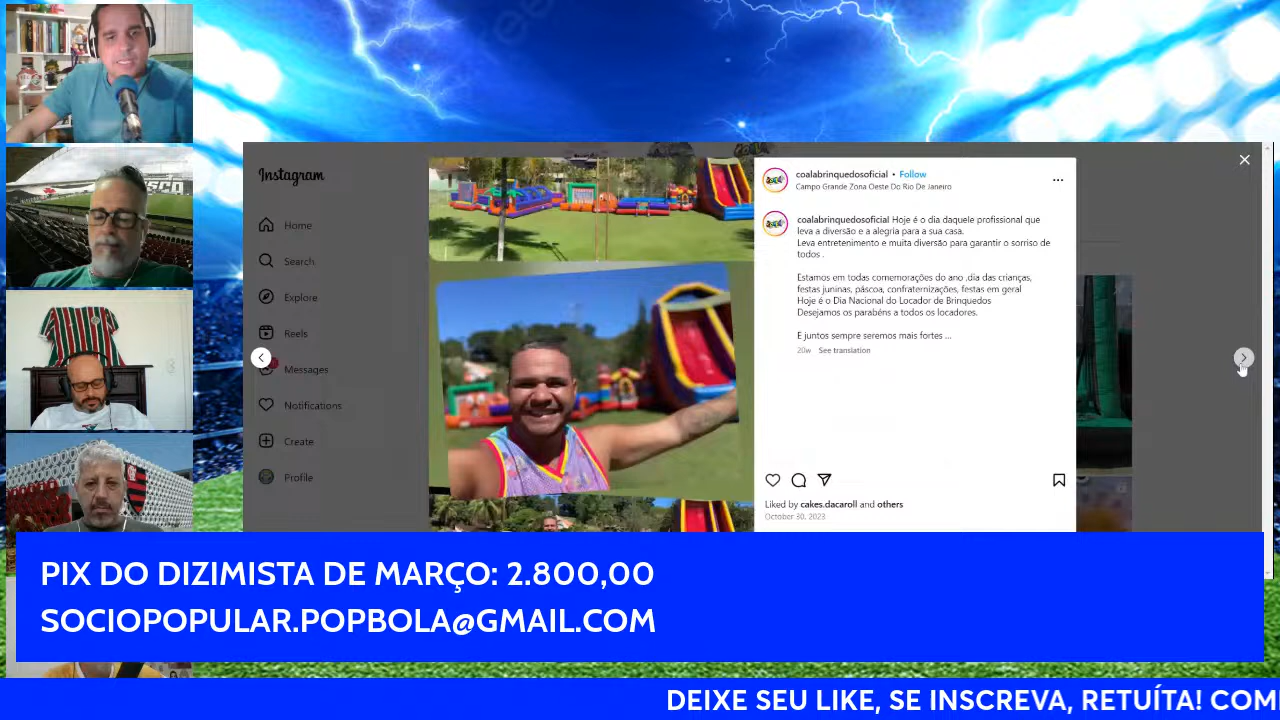 Instagram
Home
Search
Explore
Reels
Messages
Notifications
Create
Profile
coalabrinquedosoficial • Follow
Campo Grande Zona Oeste Do Rio De Janeiro
coalabrinquedosoficial Hoje é o dia daquele profissional que
leva a diversão e a alegria para a sua casa.
Leva entretenimento e muita diversão para garantir o sorriso de
todos .
Estamos em todas comemorações do ano ,dia das crianças,
festas juninas, páscoa, confraternizações, festas em geral
Hoje é o Dia Nacional do Locador de Brinquedos
Desejamos os parabéns a todos os locadores.
E juntos sempre seremos mais fortes ...
20w See translation
Liked by cakes.dacaroll and others
October 30, 2023
PIX DO DIZIMISTA DE MARÇO: 2.800,00
SOCIOPOPULAR.POPBOLA@GMAIL.COM
DEIXE SEU LIKE, SE INSCREVA, RETUÍTA! COM